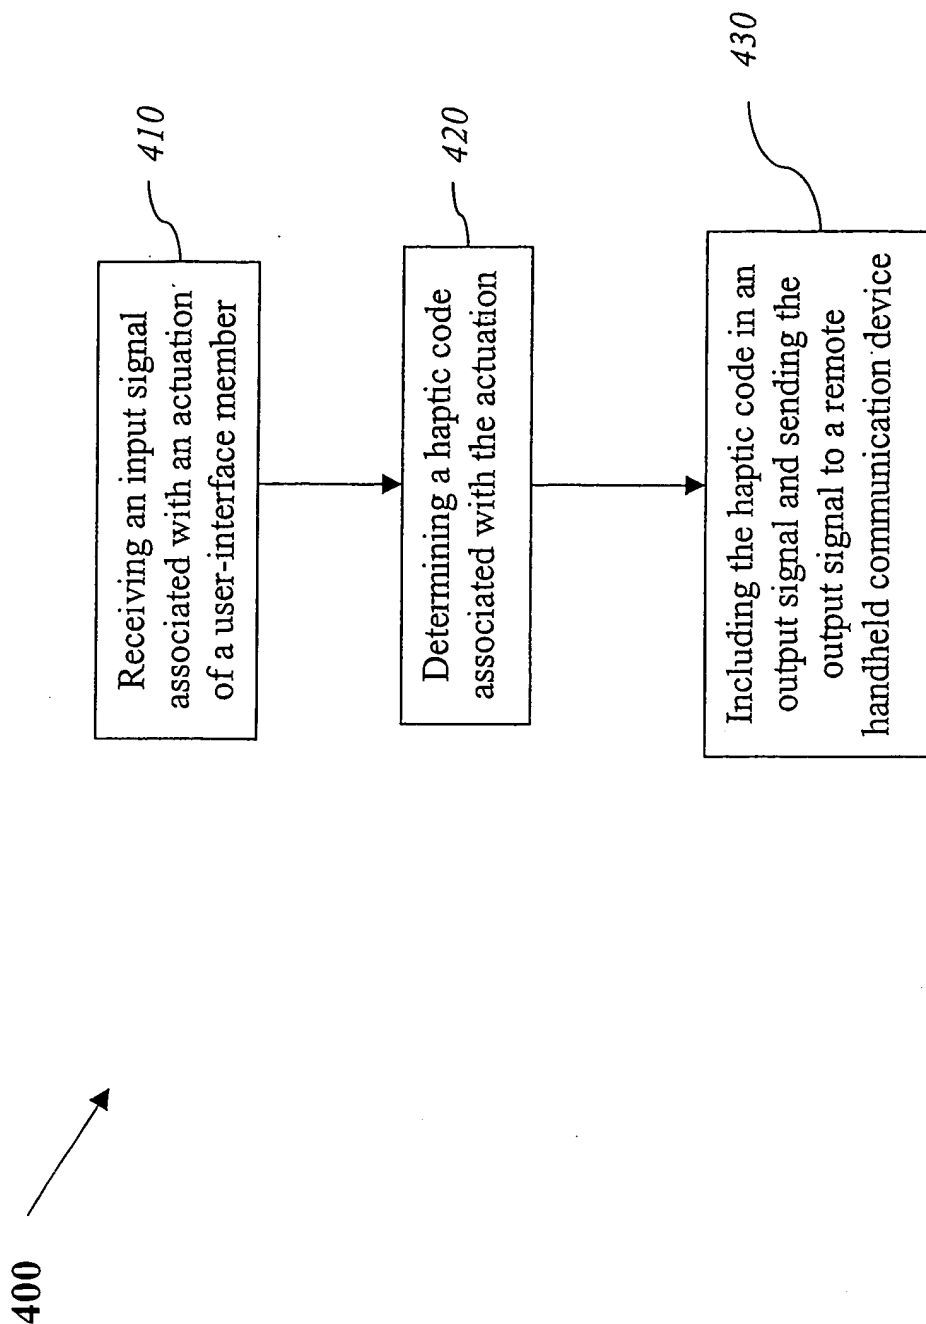 400
Receiving an input signal
associated with an actuation
of a user-interface member
410
Determining a haptic code
associated with the actuation
420
Including the haptic code in an
output signal and sending the
output signal to a remote
handheld communication device
430